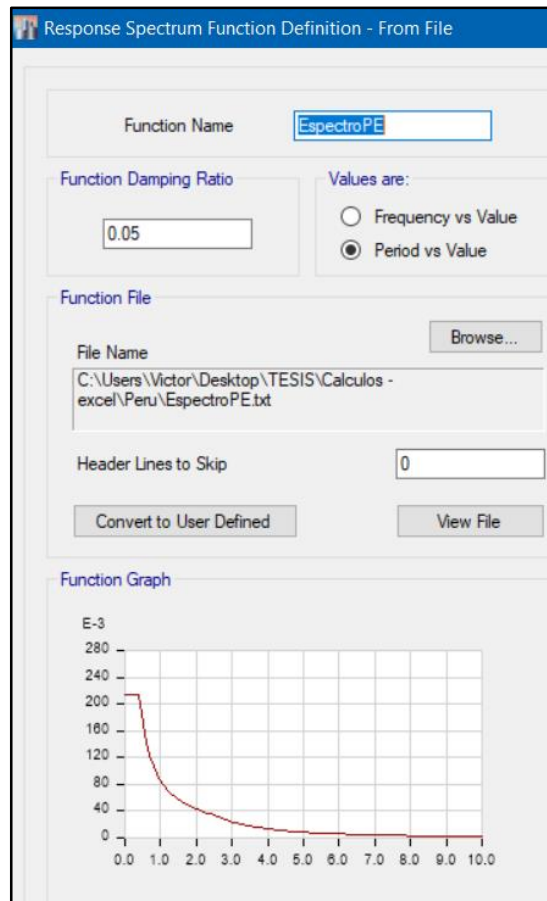 Response Spectrum Function Definition - From File
Function Name
EspectroPE
Function Damping Ratio
Values are:
0.05
Frequency vs Value
Period vs Value
Function File
Browse...
File Name
C:\Users\Victor\Desktop\TESIS\Calculos -
excel\Peru\EspectroPE.txt
Header Lines to Skip
0
Convert to User Defined
View File
Function Graph
E-3
280
240
200
160
120
80
40
0
0.0 1.0 2.0 3.0 4.0 5.0 6.0 7.0 8.0 9.0 10.0